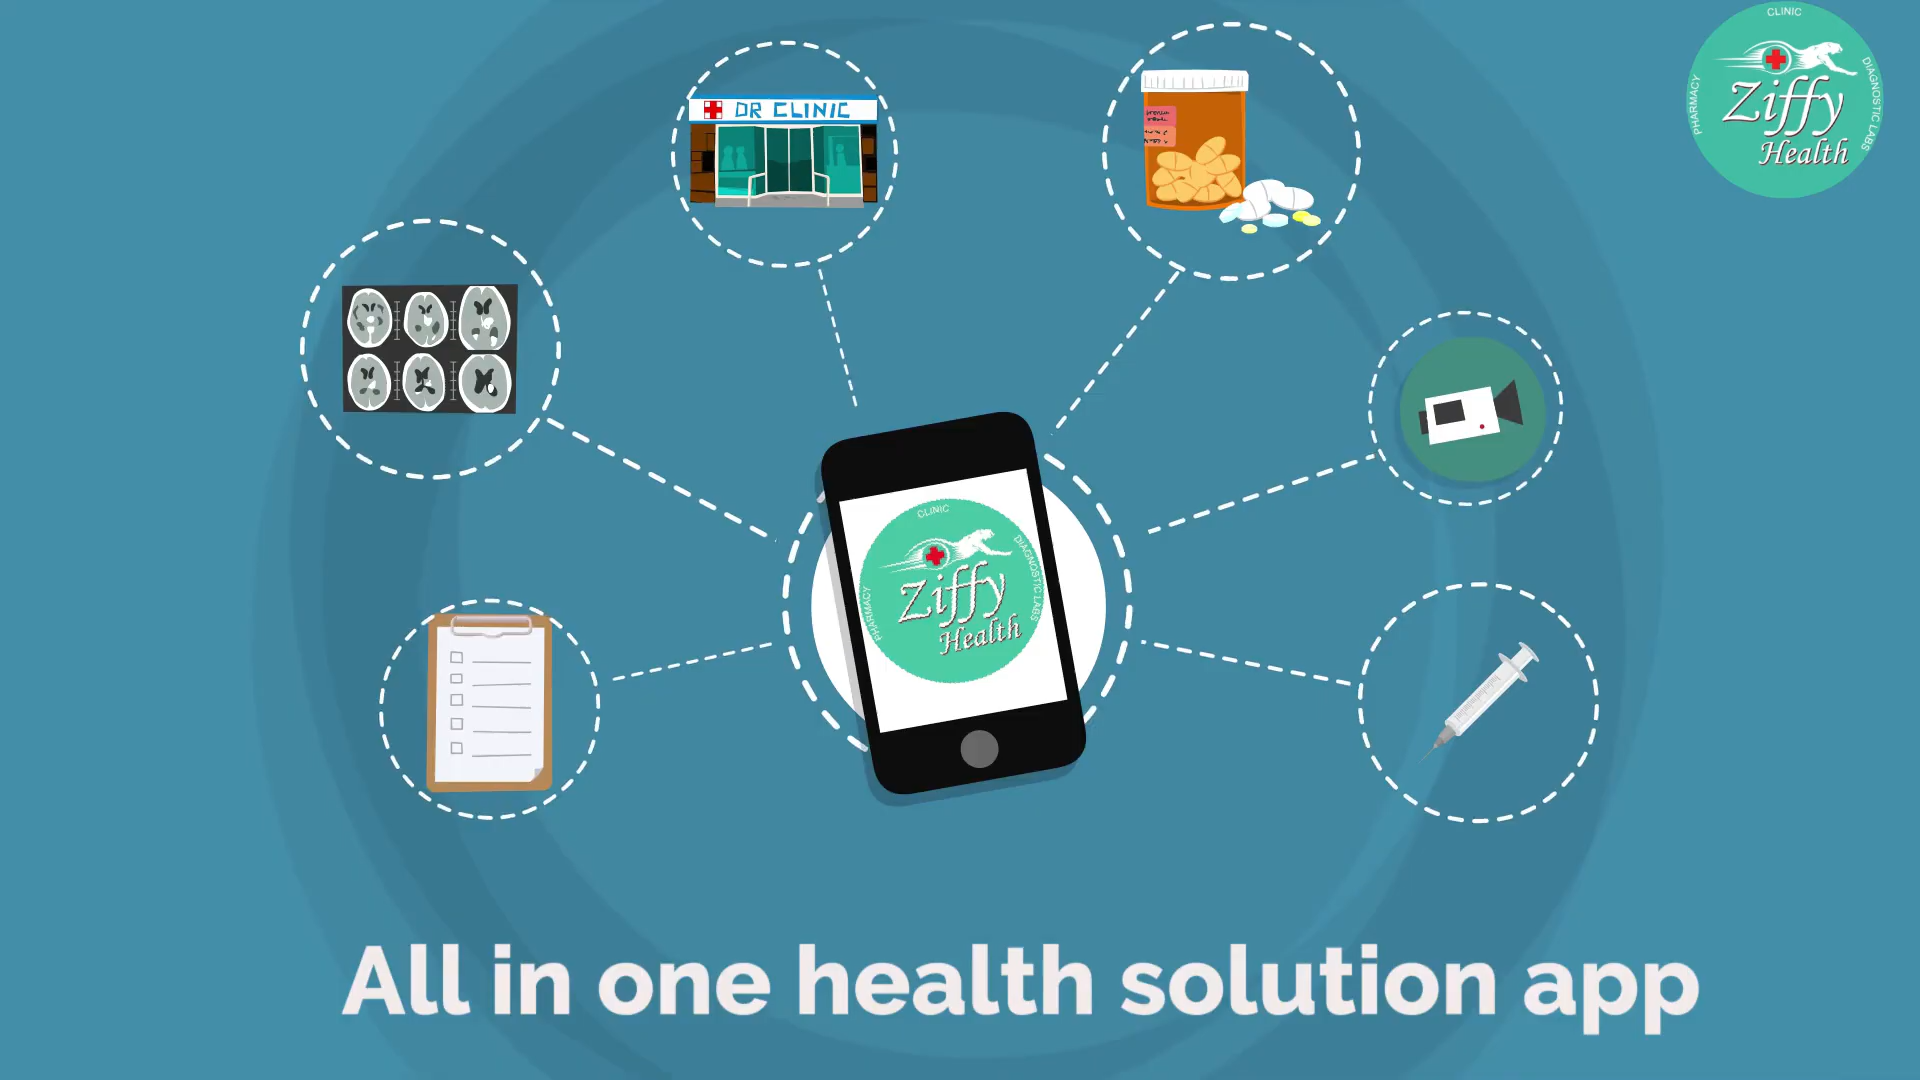 DR CLINIC
CLINIC
PHARMACY
DIAGNOSTIC LABS
Ziffy
Health
CLINIC
PHARMACY
DIAGNOSTIC LABS
Ziffy
Health
All in one health solution app